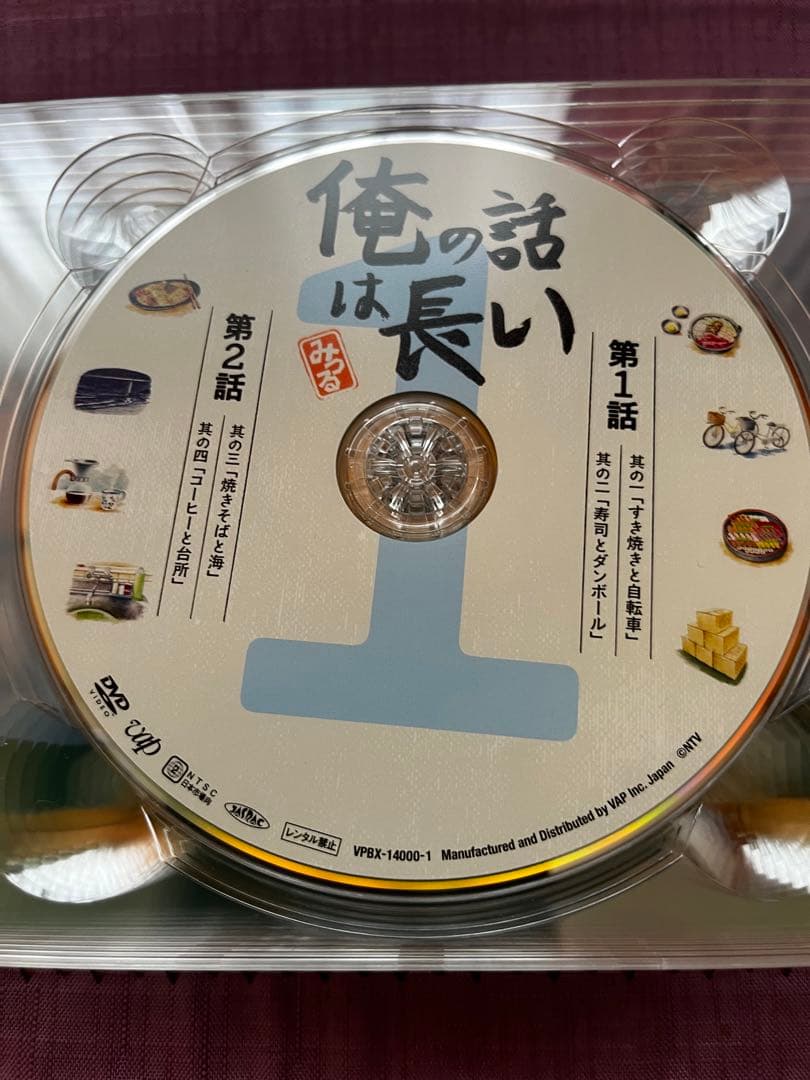 俺の話
は長い
みつる
第1話
其の一「すき焼きと自転車」
其の二「寿司とダンボール」
第2話
其の三「焼きそばと海」
其の四「コーヒーと台所」
DVD
VIDEO
vap
2
NTSC
日本市場向
JASRAC
レンタル禁止
VPBX-14000-1 Manufactured and Distributed by VAP Inc. Japan ©NTV